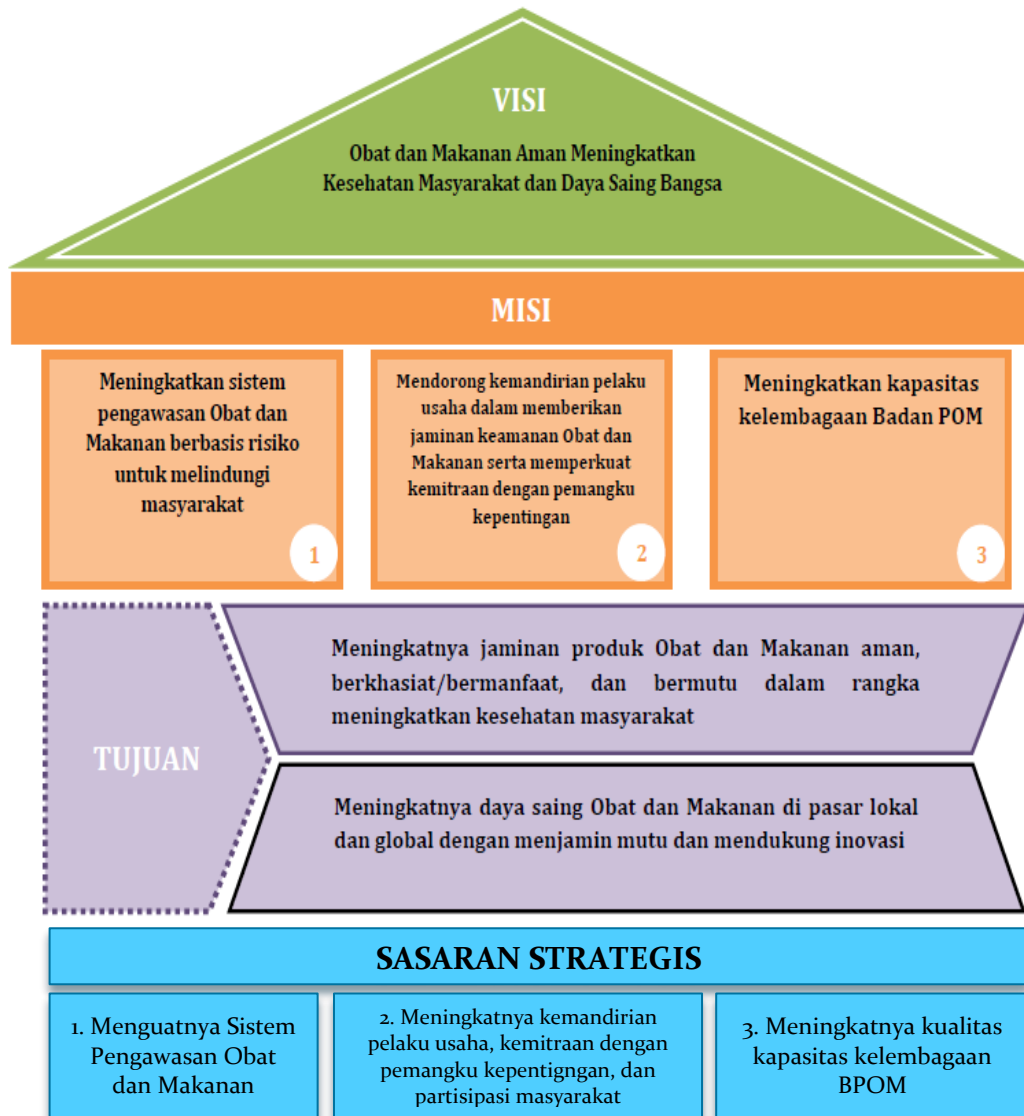 VISI
Obat dan Makanan Aman Meningkatkan
Kesehatan Masyarakat dan Daya Saing Bangsa
MISI
Meningkatkan sistem
pengawasan Obat dan
Makanan berbasis risiko
untuk melindungi
masyarakat
1
Mendorong kemandirian pelaku
usaha dalam memberikan
jaminan keamanan Obat dan
Makanan serta memperkuat
kemitraan dengan pemangku
kepentingan
2
Meningkatkan kapasitas
kelembagaan Badan POM
3
TUJUAN
Meningkatnya jaminan produk Obat dan Makanan aman,
berkhasiat/bermanfaat, dan bermutu dalam rangka
meningkatkan kesehatan masyarakat
Meningkatnya daya saing Obat dan Makanan di pasar lokal
dan global dengan menjamin mutu dan mendukung inovasi
SASARAN STRATEGIS
1. Menguatnya Sistem
Pengawasan Obat
dan Makanan
2. Meningkatnya kemandirian
pelaku usaha, kemitraan dengan
pemangku kepentigngan, dan
partisipasi masyarakat
3. Meningkatnya kualitas
kapasitas kelembagaan
BPOM